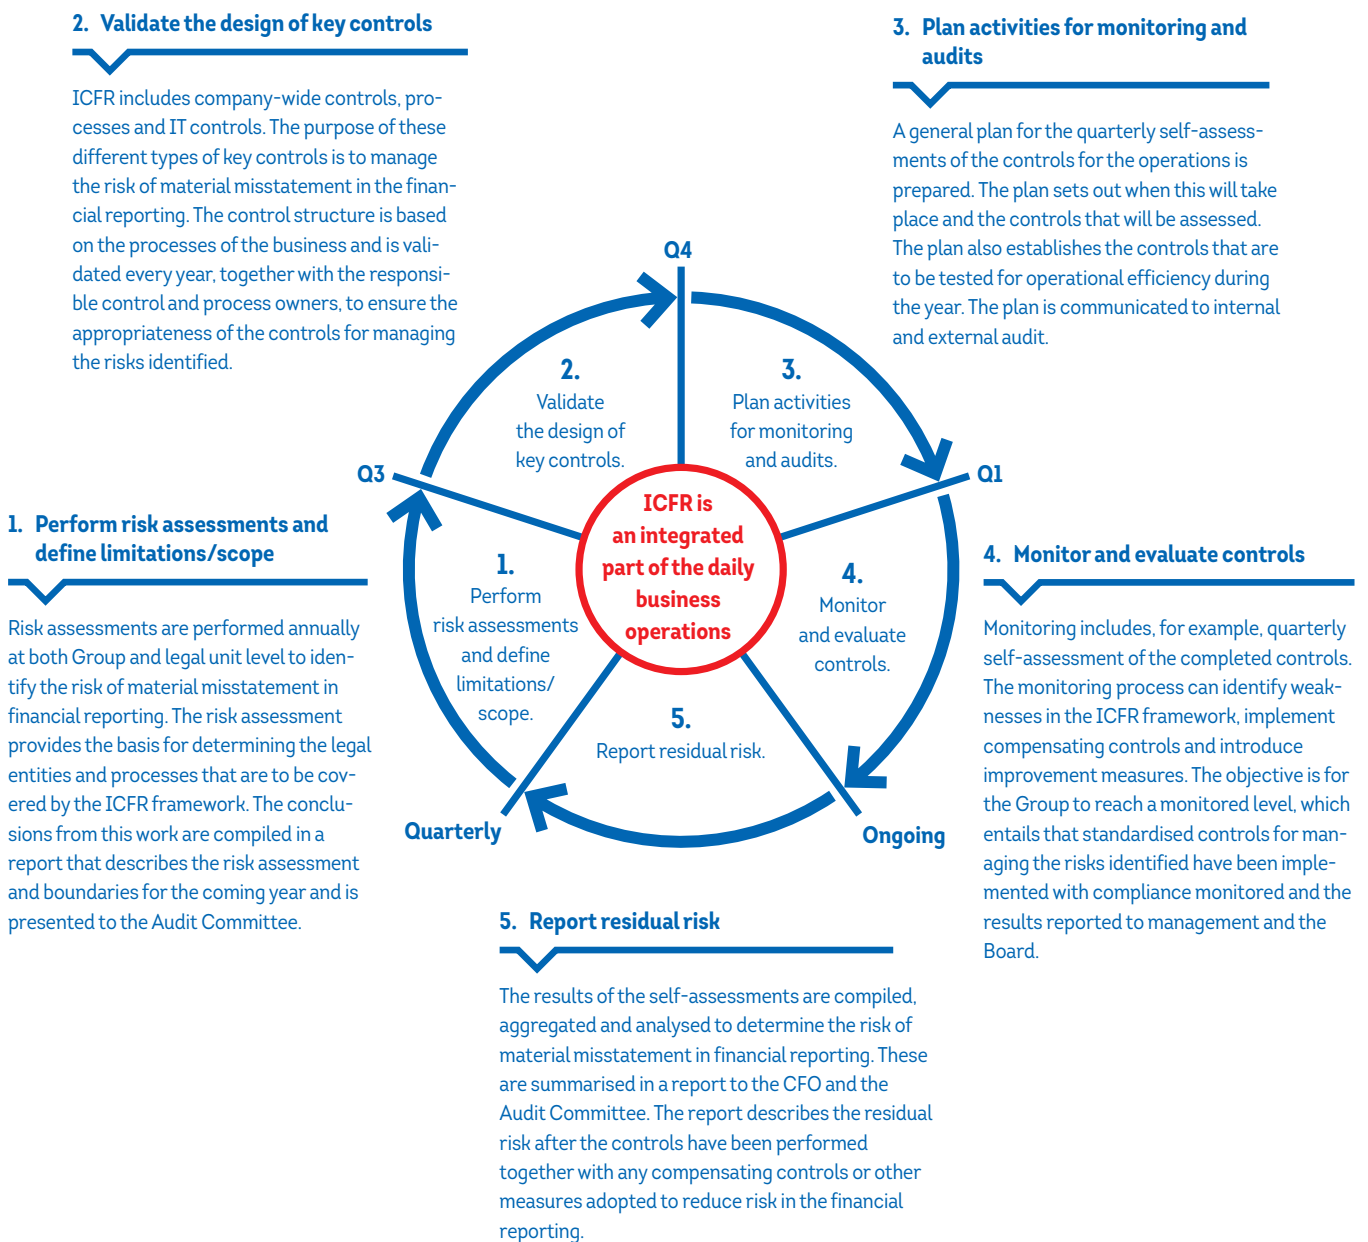 2. Validate the design of key controls
ICFR includes company-wide controls, pro-
cesses and IT controls. The purpose of these
different types of key controls is to manage
the risk of material misstatement in the finan-
cial reporting. The control structure is based
on the processes of the business and is vali-
dated every year, together with the responsi-
ble control and process owners, to ensure the
appropriateness of the controls for managing
the risks identified.
3. Plan activities for monitoring and
audits
A general plan for the quarterly self-assess-
ments of the controls for the operations is
prepared. The plan sets out when this will take
place and the controls that will be assessed.
The plan also establishes the controls that are
to be tested for operational efficiency during
the year. The plan is communicated to internal
and external audit.
Q4
2.
Validate
the design of
key controls.
3.
Plan activities
for monitoring
and audits.
Q3
Q1
ICFR is
an integrated
part of the daily
business
operations
1.
Perform
risk assessments
and define
limitations/
scope.
4.
Monitor
and evaluate
controls.
5.
Report residual risk.
Quarterly
Ongoing
1. Perform risk assessments and
define limitations/scope
Risk assessments are performed annually
at both Group and legal unit level to iden-
tify the risk of material misstatement in
financial reporting. The risk assessment
provides the basis for determining the legal
entities and processes that are to be cov-
ered by the ICFR framework. The conclu-
sions from this work are compiled in a
report that describes the risk assessment
and boundaries for the coming year and is
presented to the Audit Committee.
4. Monitor and evaluate controls
Monitoring includes, for example, quarterly
self-assessment of the completed controls.
The monitoring process can identify weak-
nesses in the ICFR framework, implement
compensating controls and introduce
improvement measures. The objective is for
the Group to reach a monitored level, which
entails that standardised controls for man-
aging the risks identified have been imple-
mented with compliance monitored and the
results reported to management and the
Board.
5. Report residual risk
The results of the self-assessments are compiled,
aggregated and analysed to determine the risk of
material misstatement in financial reporting. These
are summarised in a report to the CFO and the
Audit Committee. The report describes the residual
risk after the controls have been performed
together with any compensating controls or other
measures adopted to reduce risk in the financial
reporting.